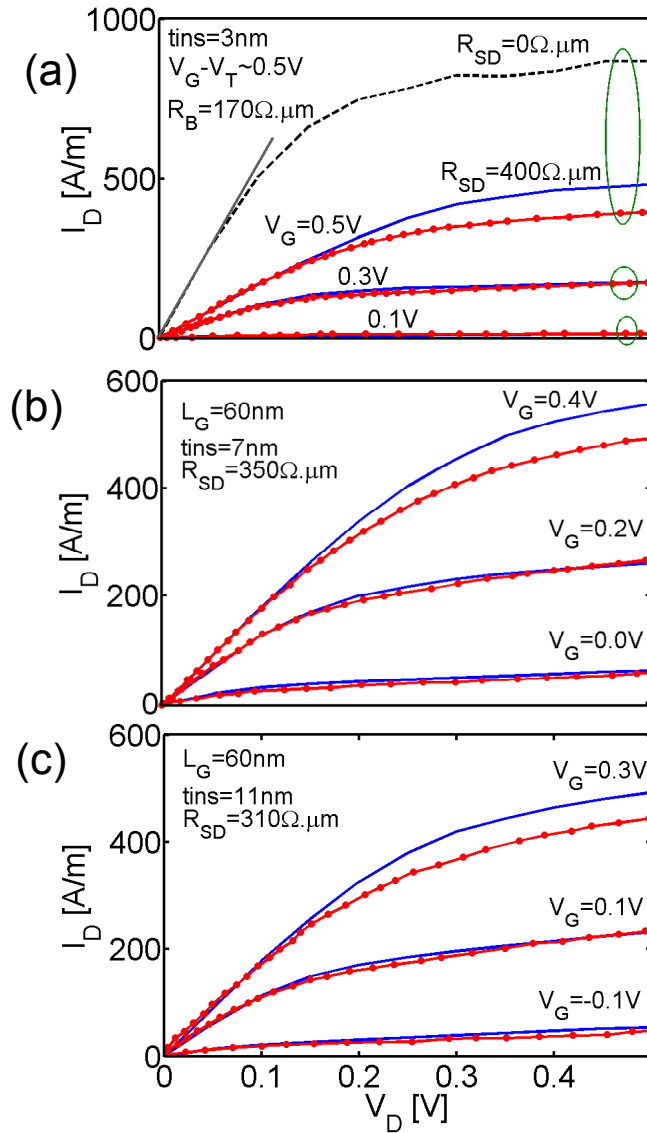 (a)
1000
500
0
I_D [A/m]
tins=3nm
V_G-V_T~0.5V
R_B=170Ω.μm
R_SD=0Ω.μm
R_SD=400Ω.μm
V_G=0.5V
0.3V
0.1V
(b)
600
400
200
0
I_D [A/m]
L_G=60nm
tins=7nm
R_SD=350Ω.μm
V_G=0.4V
V_G=0.2V
V_G=0.0V
(c)
600
400
200
0
I_D [A/m]
L_G=60nm
tins=11nm
R_SD=310Ω.μm
V_G=0.3V
V_G=0.1V
V_G=-0.1V
0.1 0.2 0.3 0.4
V_D [V]